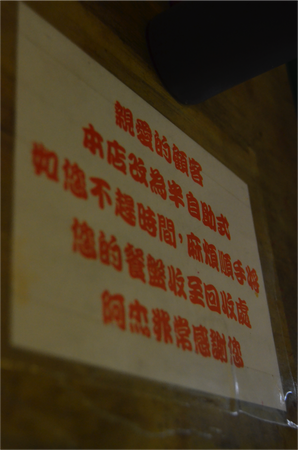 親愛的顧客
本店改為半自助式
如您不趕時間,麻煩順手將
您的餐盤收至回收處
阿杰非常感謝您